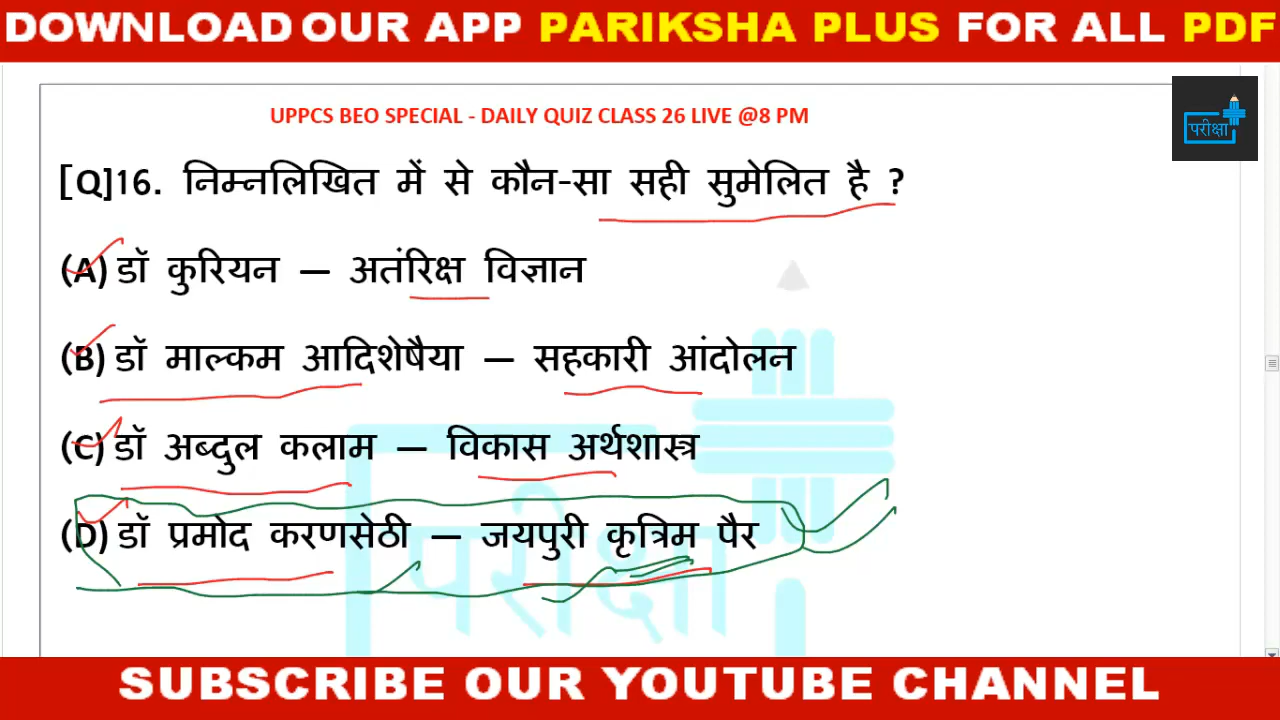 DOWNLOAD OUR APP PARIKSHA PLUS FOR ALL PDF
UPPCS BEO SPECIAL - DAILY QUIZ CLASS 26 LIVE @8 PM
परीक्षा
[Q]16. निम्नलिखित में से कौन-सा सही सुमेलित है ?
(A) डॉ कुरियन — अतंरिक्ष विज्ञान
(B) डॉ माल्कम आदिशेषैया — सहकारी आंदोलन
(C) डॉ अब्दुल कलाम — विकास अर्थशास्त्र
(D) डॉ प्रमोद करणसेठी — जयपुरी कृत्रिम पैर
परीक्षा
SUBSCRIBE OUR YOUTUBE CHANNEL